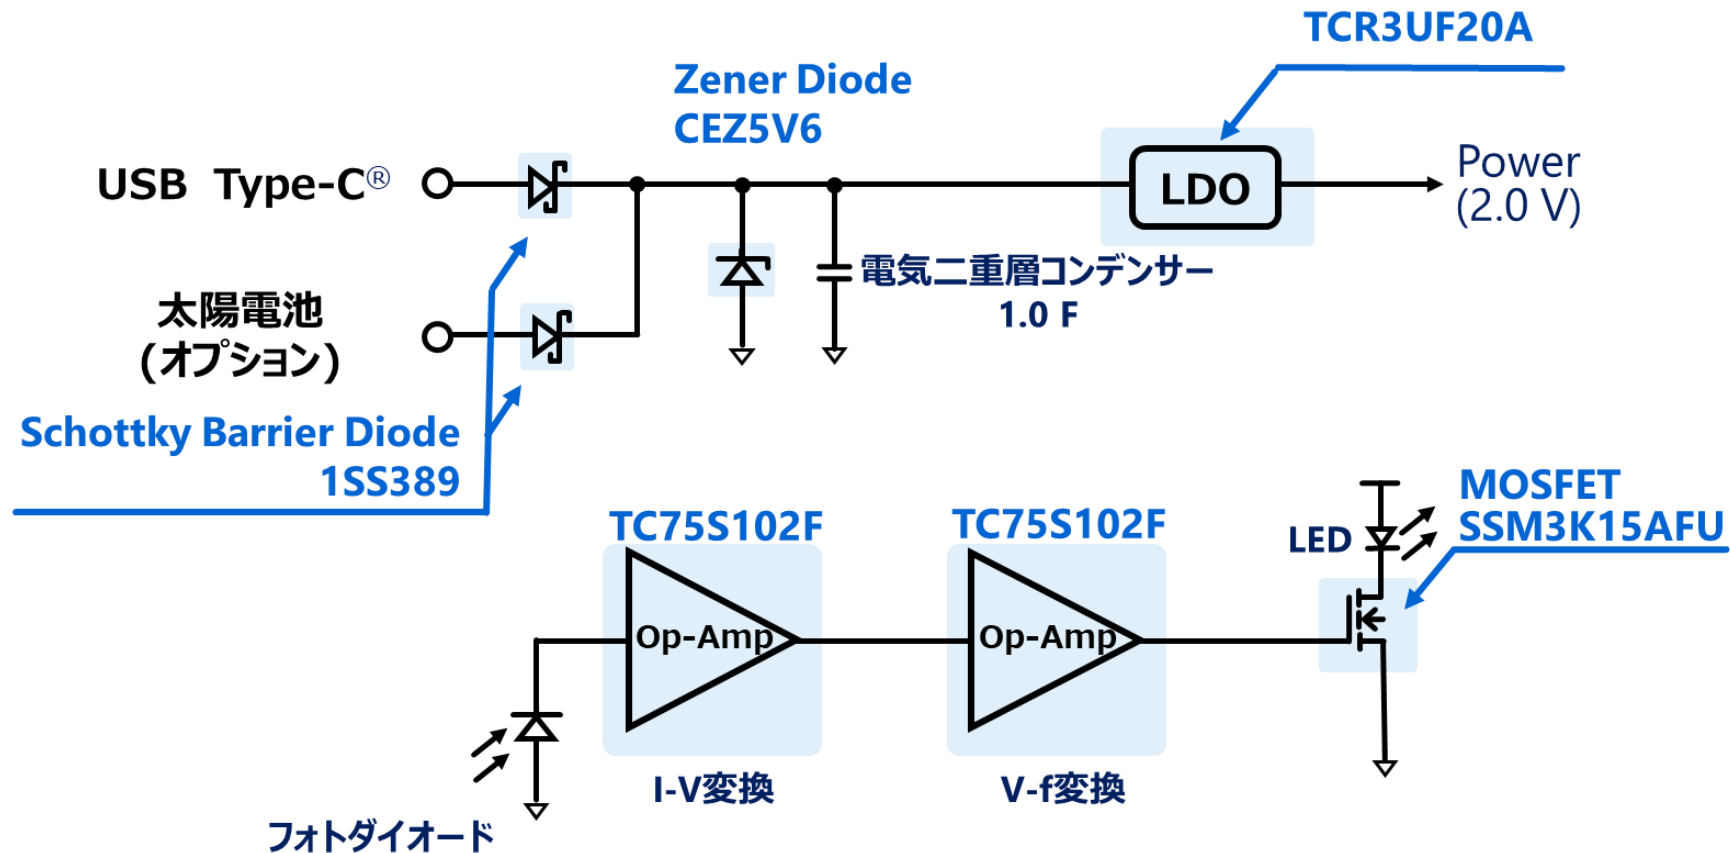 TCR3UF20A
Zener Diode
CEZ5V6
USB Type-C®
LDO
Power
(2.0 V)
電気二重層コンデンサー
1.0 F
太陽電池
(オプション)
Schottky Barrier Diode
1SS389
TC75S102F
TC75S102F
MOSFET
SSM3K15AFU
LED
Op-Amp
Op-Amp
I-V変換
V-f変換
フォトダイオード